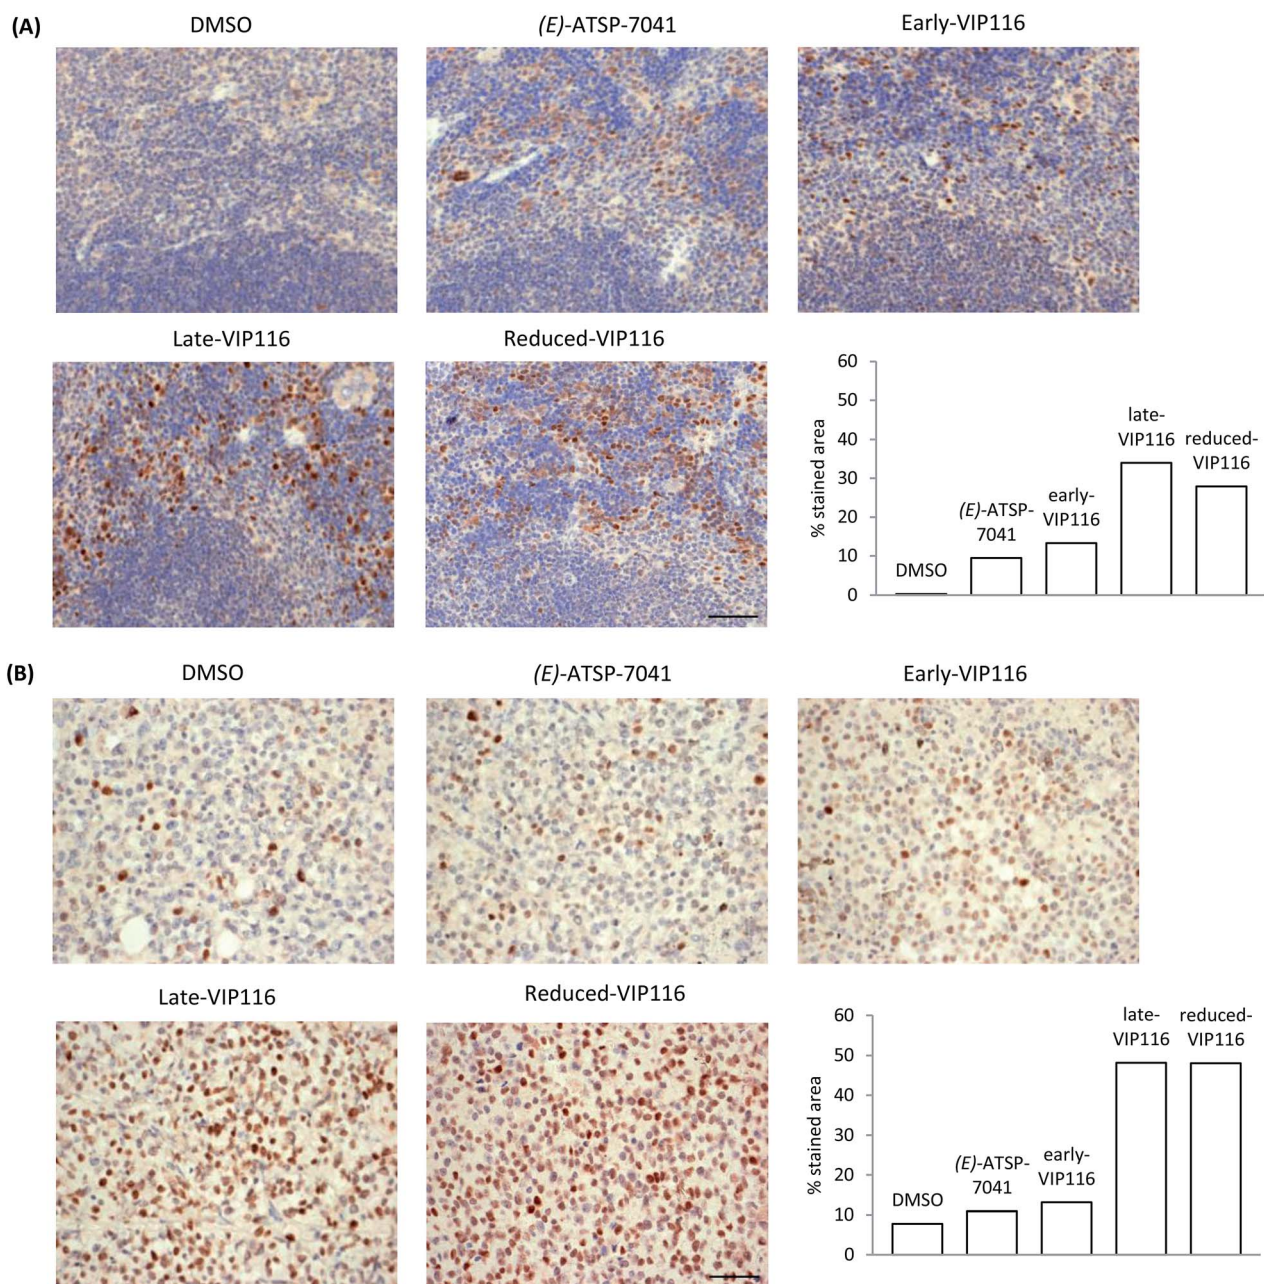 (A)
DMSO
(E)-ATSP-7041
Early-VIP116
Late-VIP116
Reduced-VIP116
60
50
40
30
20
10
0
% stained area
DMSO
(E)-ATSP-
7041
early-
VIP116
late-
VIP116
reduced-
VIP116
(B)
DMSO
(E)-ATSP-7041
Early-VIP116
Late-VIP116
Reduced-VIP116
60
50
40
30
20
10
0
% stained area
DMSO
(E)-ATSP-
7041
early-
VIP116
late-
VIP116
reduced-
VIP116